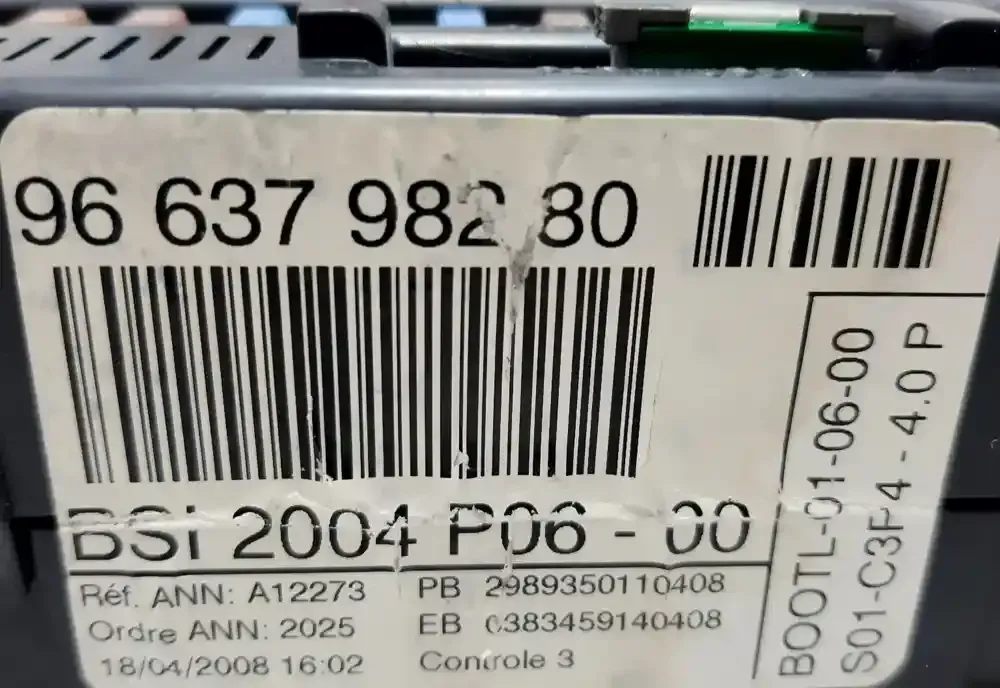 96 637 982 80
BSI 2004 P06 - 00
Réf. ANN: A12273
Ordre ANN: 2025
18/04/2008 16:02
PB 2989350110408
EB 0383459140408
Controle 3
BOOTL-01-06-00
S01-C3P4 - 4.0 P